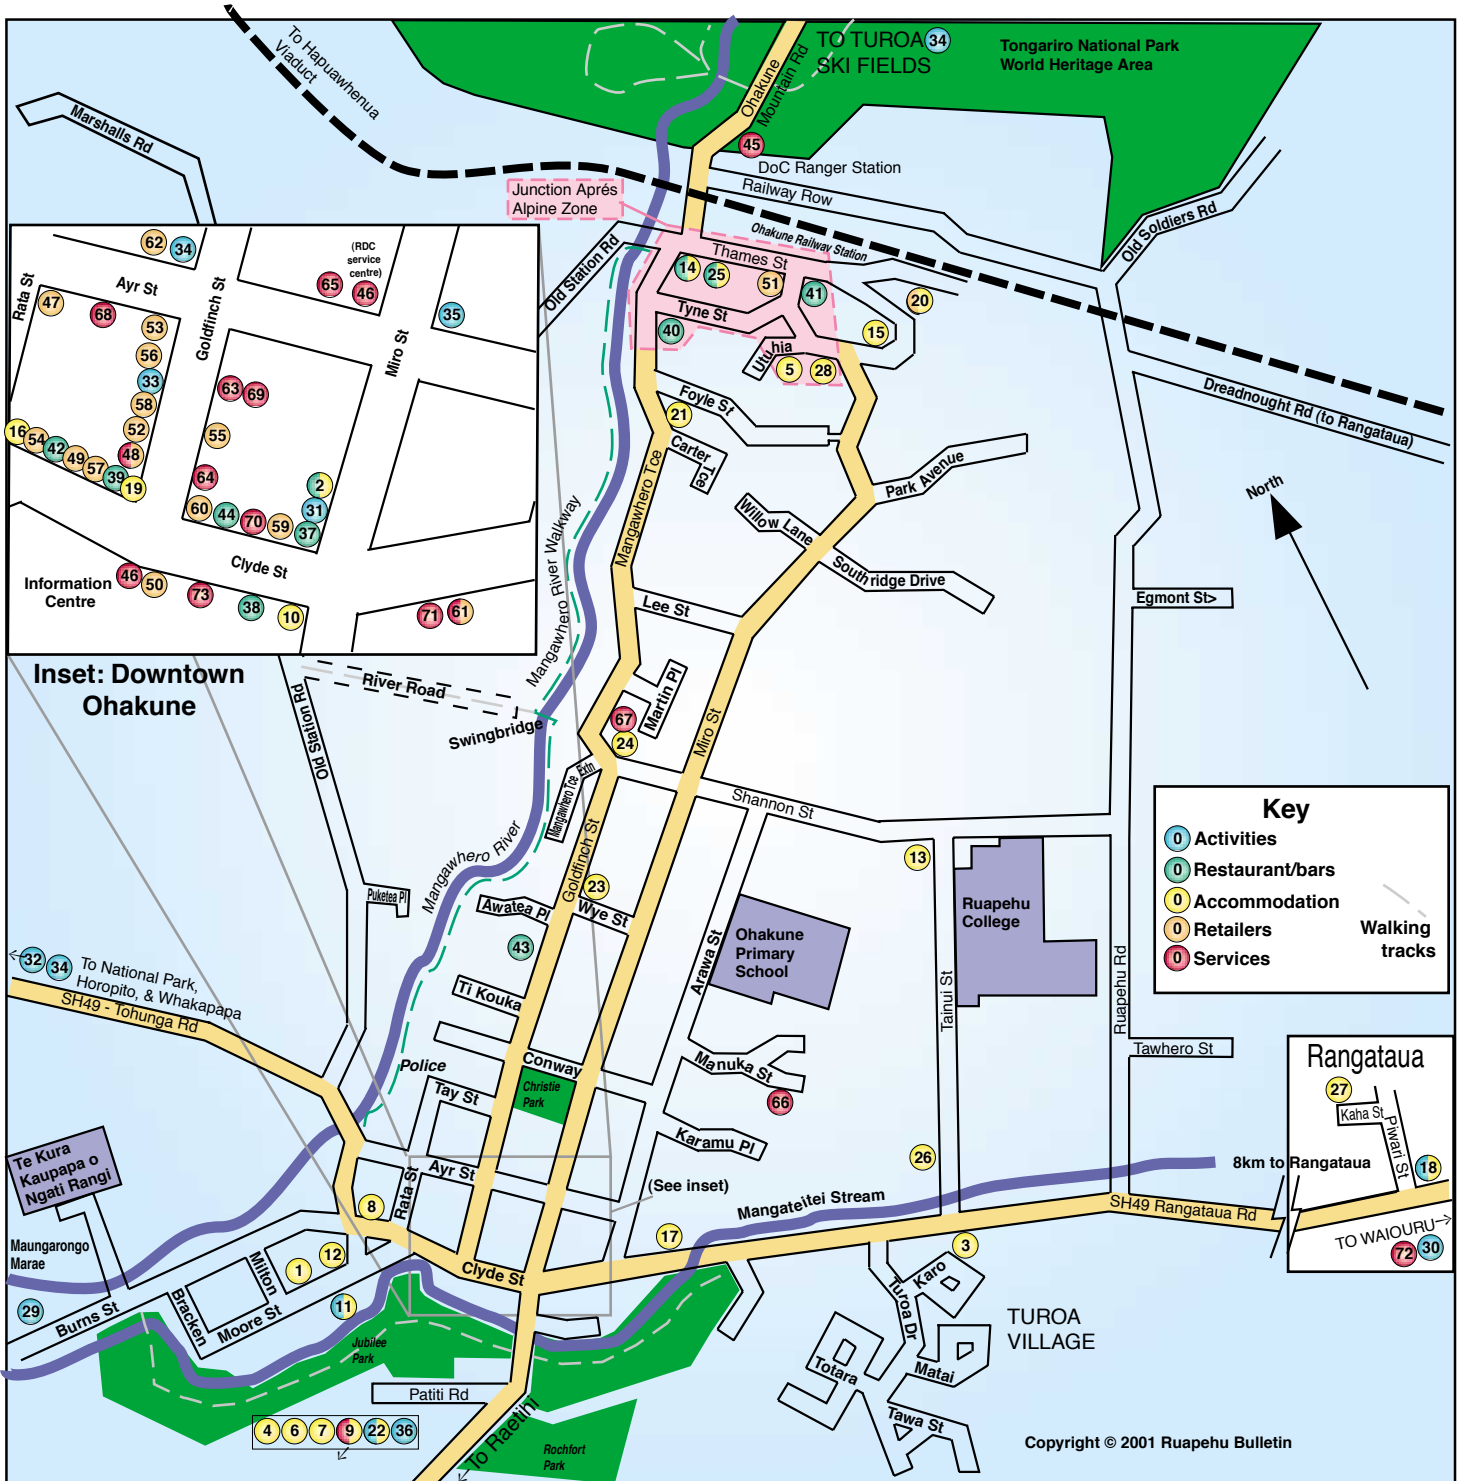 TO TUROA 34
SKI FIELDS
Tongariro National Park
World Heritage Area
To Hapuawhenua
Viaduct
Ohakune
Mountain Rd
45
DoC Ranger Station
Railway Row
Marshalls Rd
Junction Aprés
Alpine Zone
Ohakune Railway Station
Old Soldiers Rd
Old Station Rd
Thames St
14
25
51
41
20
Tyne St
40
15
Utuhia
5
28
Dreadnought Rd (to Rangataua)
Foyle St
21
Carter Tce
Mangawhero Tce
Park Avenue
Willow Lane
Southridge Drive
North
Mangawhero River Walkway
Lee St
Egmont St>
62
34
(RDC
service
centre)
65
46
35
Rata St
Ayr St
Goldfinch St
Miro St
47
68
53
56
33
58
52
48
63
69
55
64
16
54
42
49
57
39
19
2
31
37
60
44
70
59
Clyde St
Information
Centre
46
50
73
38
10
71
61
Inset: Downtown
Ohakune
River Road
Swingbridge
Old Station Rd
Martin Pl
67
24
Miro St
Mangawhero Tce Extn
Shannon St
Goldfinch St
Mangawhero River
13
23
Puketea Pl
Awatea Pl
Wye St
43
Arawa St
Ohakune
Primary
School
Ruapehu
College
Tainui St
Ruapehu Rd
Key
0 Activities
0 Restaurant/bars
0 Accommodation
0 Retailers
0 Services
Walking
tracks
32
34
To National Park,
Horopito, & Whakapapa
SH49 - Tohunga Rd
Ti Kouka
Conway
Police
Christie
Park
Tay St
Manuka St
66
Tawhero St
Karamu Pl
26
Rangataua
27
Kaha St
Piwari St
18
8km to Rangataua
SH49 Rangataua Rd
TO WAIOURU
72
30
Te Kura
Kaupapa o
Ngati Rangi
Ayr St
Rata St
(See inset)
8
17
Mangateitei Stream
3
Maungarongo
Marae
12
1
Milton
Clyde St
29
Burns St
Bracken
Moore St
11
Jubilee
Park
Karo
Turoa Dr
TUROA
VILLAGE
Totara
Matai
Tawa St
Patiti Rd
4
6
7
9
22
36
To Raetihi
Rochfort
Park
Copyright © 2001 Ruapehu Bulletin